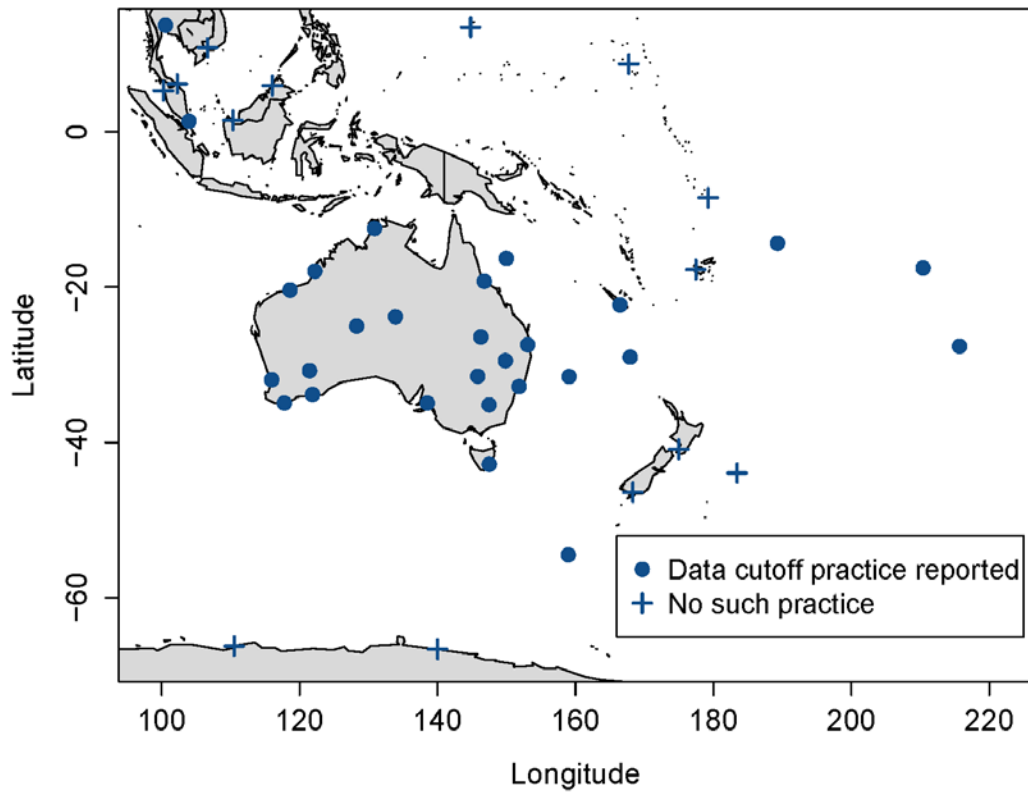 0
−20
−40
−60
Latitude
Data cutoff practice reported
No such practice
100 120 140 160 180 200 220
Longitude